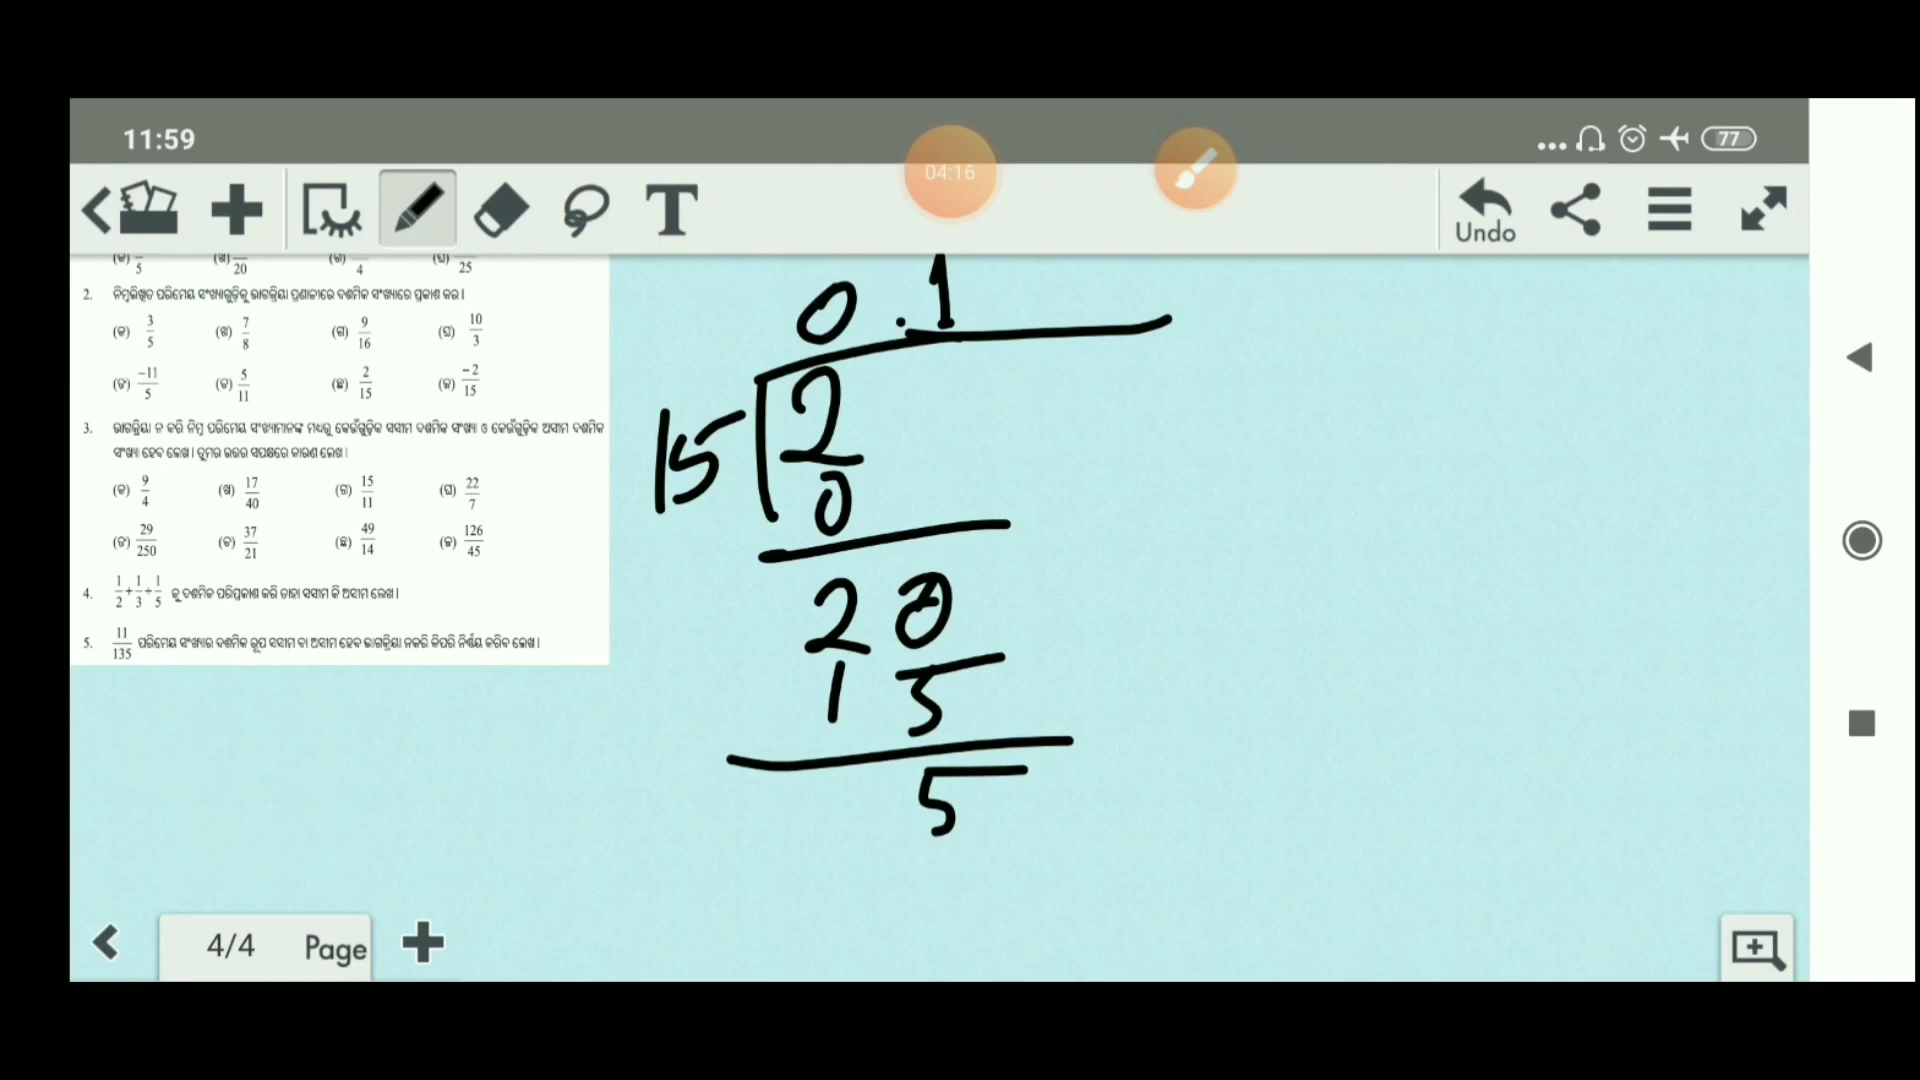 11:59
77
04:16
T
Undo
(କ) 5 (ଖ) 20 (ଗ) 4 (ଘ) 25
2. ନିମ୍ନଲିଖିତ ପରିମେୟ ସଂଖ୍ୟାଗୁଡ଼ିକୁ ଭାଗକ୍ରିୟା ପ୍ରଣାଳୀରେ ଦଶମିକ ସଂଖ୍ୟାରେ ପ୍ରକାଶ କର।
(କ) 3/5 (ଖ) 7/8 (ଗ) 9/16 (ଘ) 10/3
(ଙ) -11/5 (ଚ) 5/11 (ଛ) 2/15 (ଜ) -2/15
3. ଭାଗକ୍ରିୟା ନ କରି ନିମ୍ନ ପରିମେୟ ସଂଖ୍ୟାମାନଙ୍କ ମଧ୍ୟରୁ କେଉଁଗୁଡ଼ିକ ସସୀମ ଦଶମିକ ସଂଖ୍ୟା ଓ କେଉଁଗୁଡ଼ିକ ଅସୀମ ଦଶମିକ
ସଂଖ୍ୟା ହେବ ଲେଖ। ତୁମର ଉତ୍ତର ସପକ୍ଷରେ କାରଣ ଲେଖ।
(କ) 9/4 (ଖ) 17/40 (ଗ) 15/11 (ଘ) 22/7
(ଙ) 29/250 (ଚ) 37/21 (ଛ) 49/14 (ଜ) 126/45
4. 1/2+1/3+1/5 କୁ ଦଶମିକ ପରିପ୍ରକାଶ କରି ତାହା ସସୀମ କି ଅସୀମ ଲେଖ।
5. 11/135 ପରିମେୟ ସଂଖ୍ୟାର ଦଶମିକ ରୂପ ସସୀମ ବା ଅସୀମ ହେବ ଭାଗକ୍ରିୟା ନକରି କିପରି ନିର୍ଣ୍ଣୟ କରିବ ଲେଖ।
0.1
15 2
0
20
15
5
4/4 Page